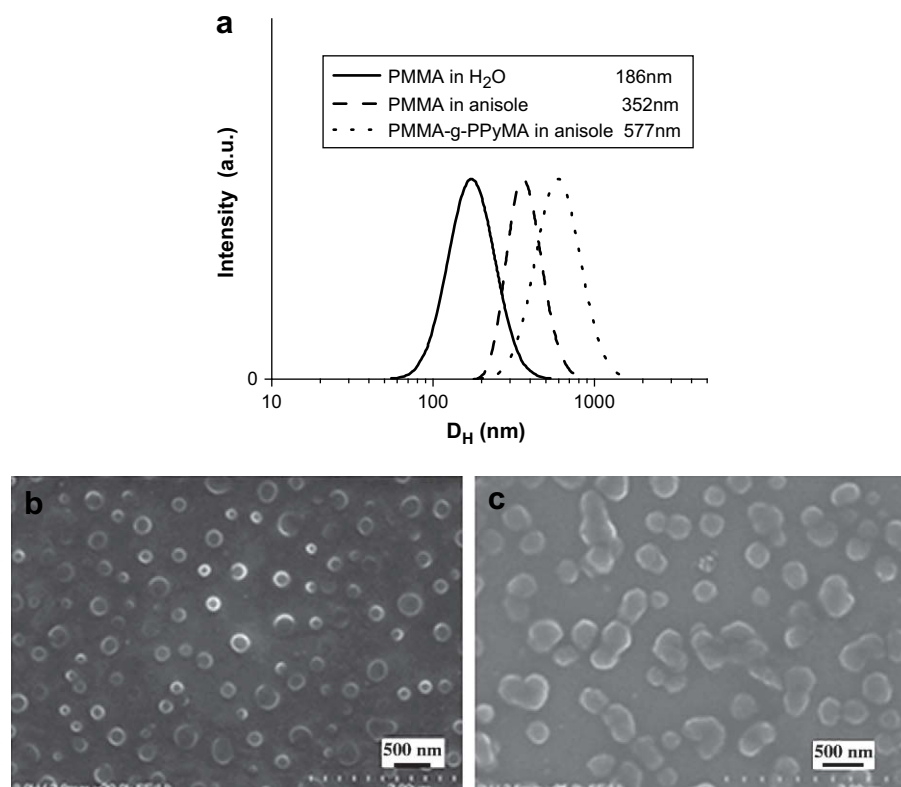 a
PMMA in H₂O 186nm
PMMA in anisole 352nm
PMMA-g-PPyMA in anisole 577nm
Intensity (a.u.)
0
10 100 1000
D_H (nm)
b
500 nm
c
500 nm